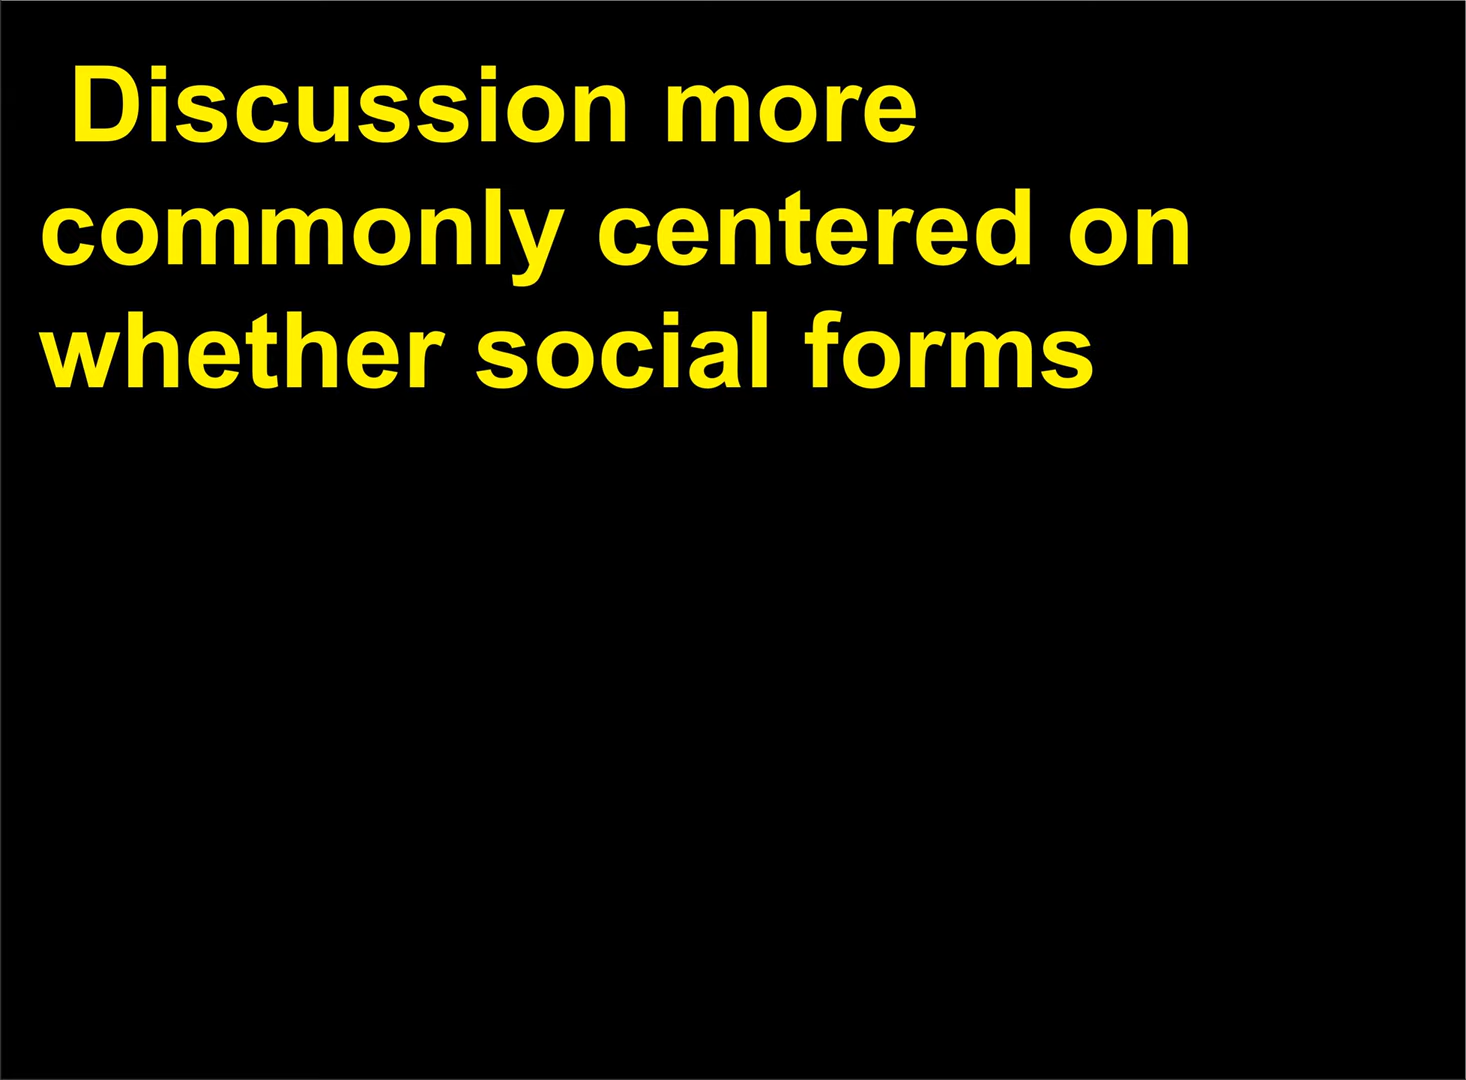 Discussion more
commonly centered on
whether social forms